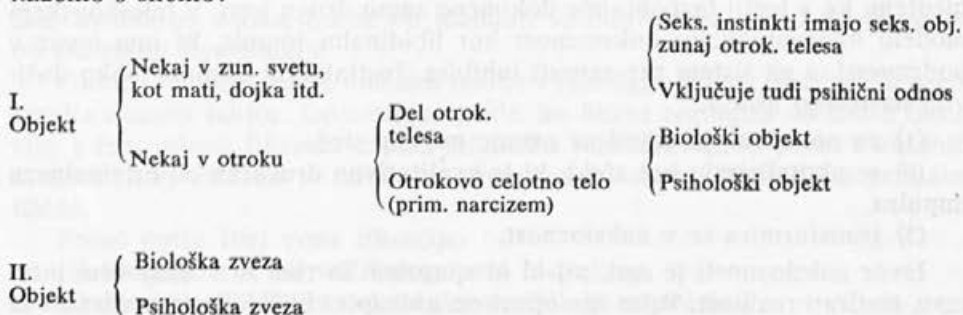 Seks. instinkti imajo seks. obj.
zunaj otrok. telesa
Nekaj v zun. svetu,
kot mati, dojka itd,
Vključuje tudi psihični odnos
I.
Objekt
Del otrok.
telesa
Biološki objekt
Nekaj v otroku
Otrokovo celotno telo
(prim. narcizem)
Psihološki objekt
II.
Objekt
Biološka zveza
Psihološka zveza